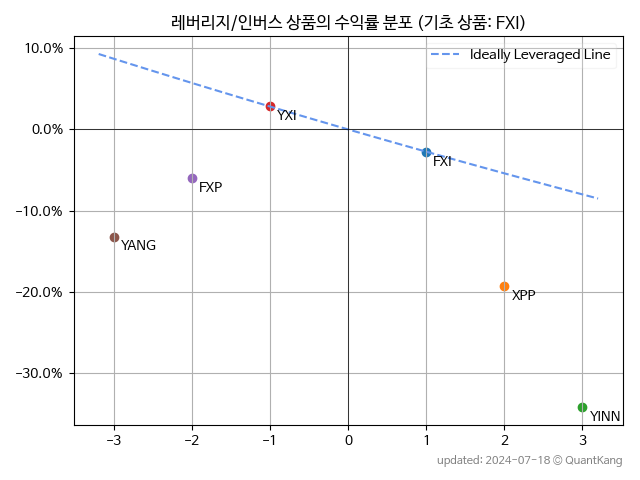 레버리지/인버스 상품의 수익률 분포 (기초 상품: FXI)
10.0%
Ideally Leveraged Line
YXI
0.0%
FXI
FXP
−10.0%
YANG
−20.0%
XPP
−30.0%
YINN
−3 −2 −1 0 1 2 3
updated: 2024-07-18 © QuantKang